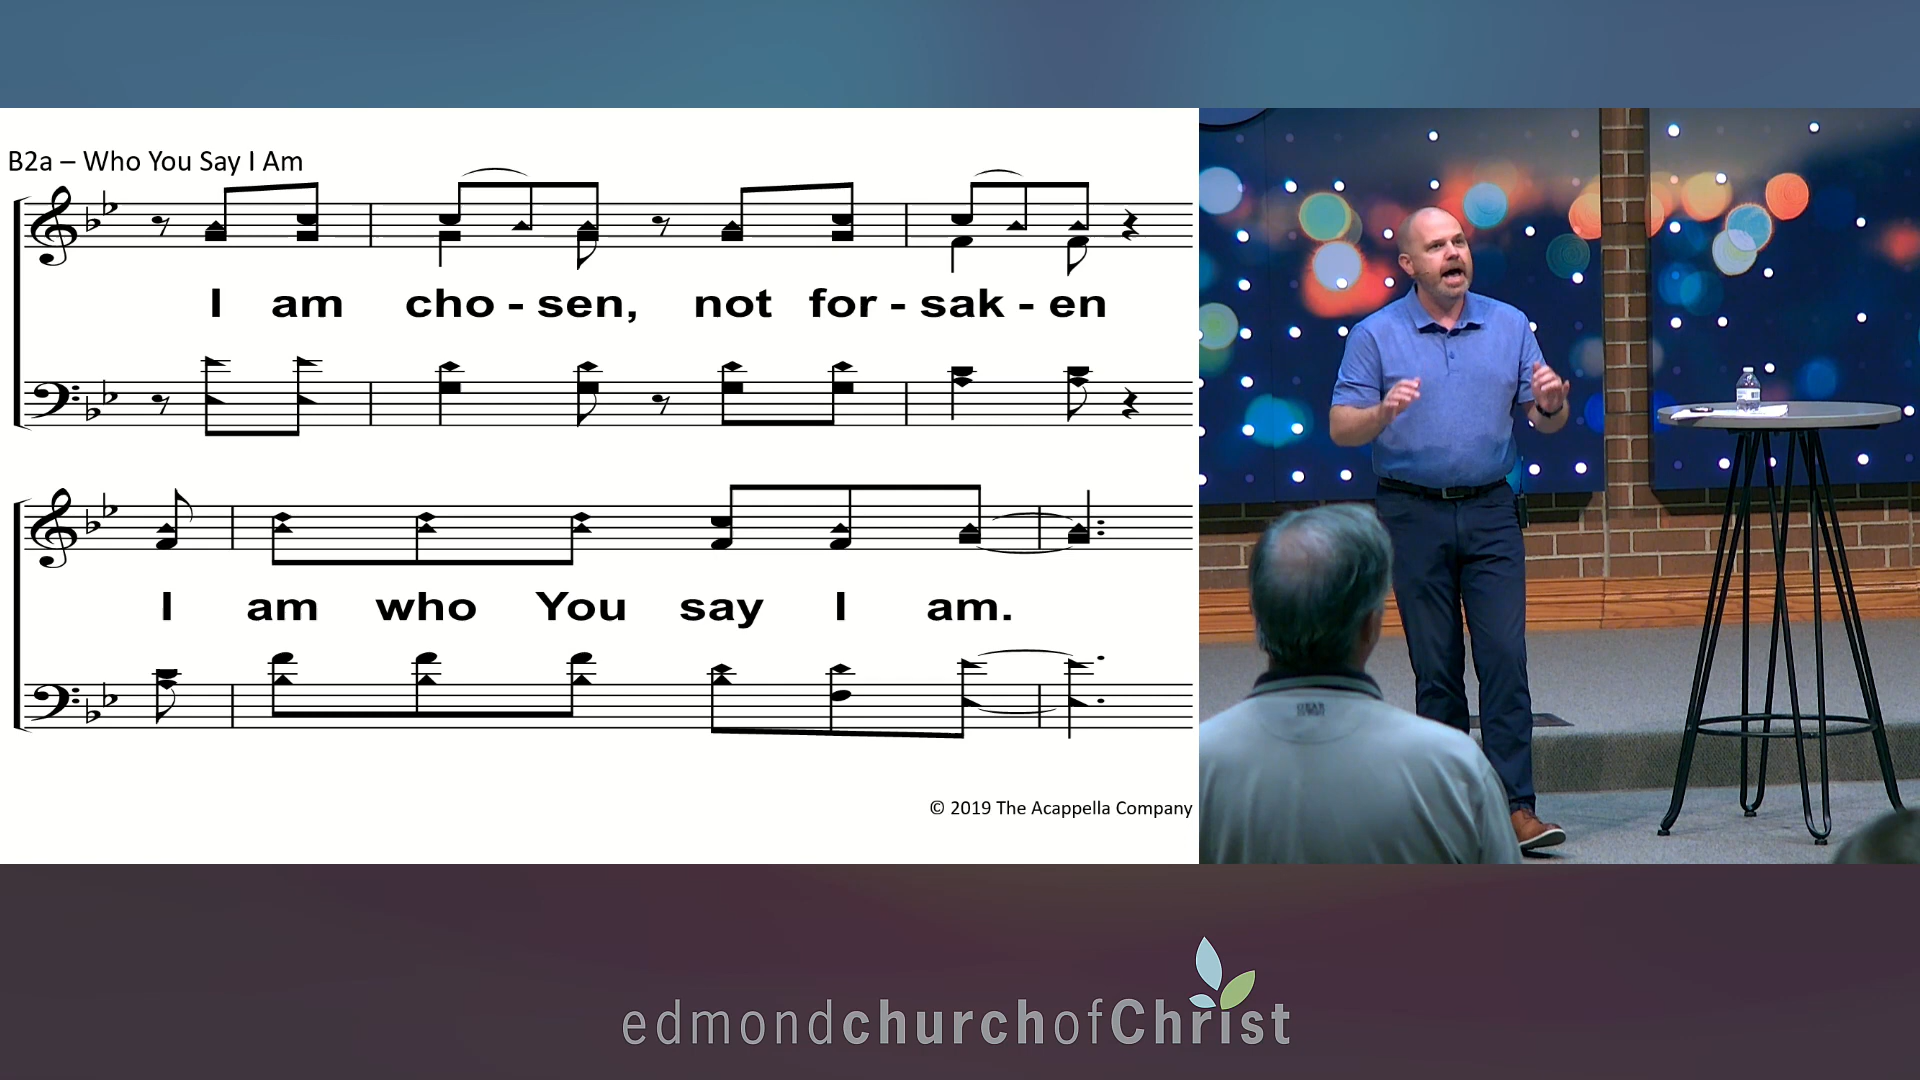 B2a – Who You Say I Am
I am cho - sen, not for - sak - en
I am who You say I am.
© 2019 The Acappella Company
edmondchurchofChrist